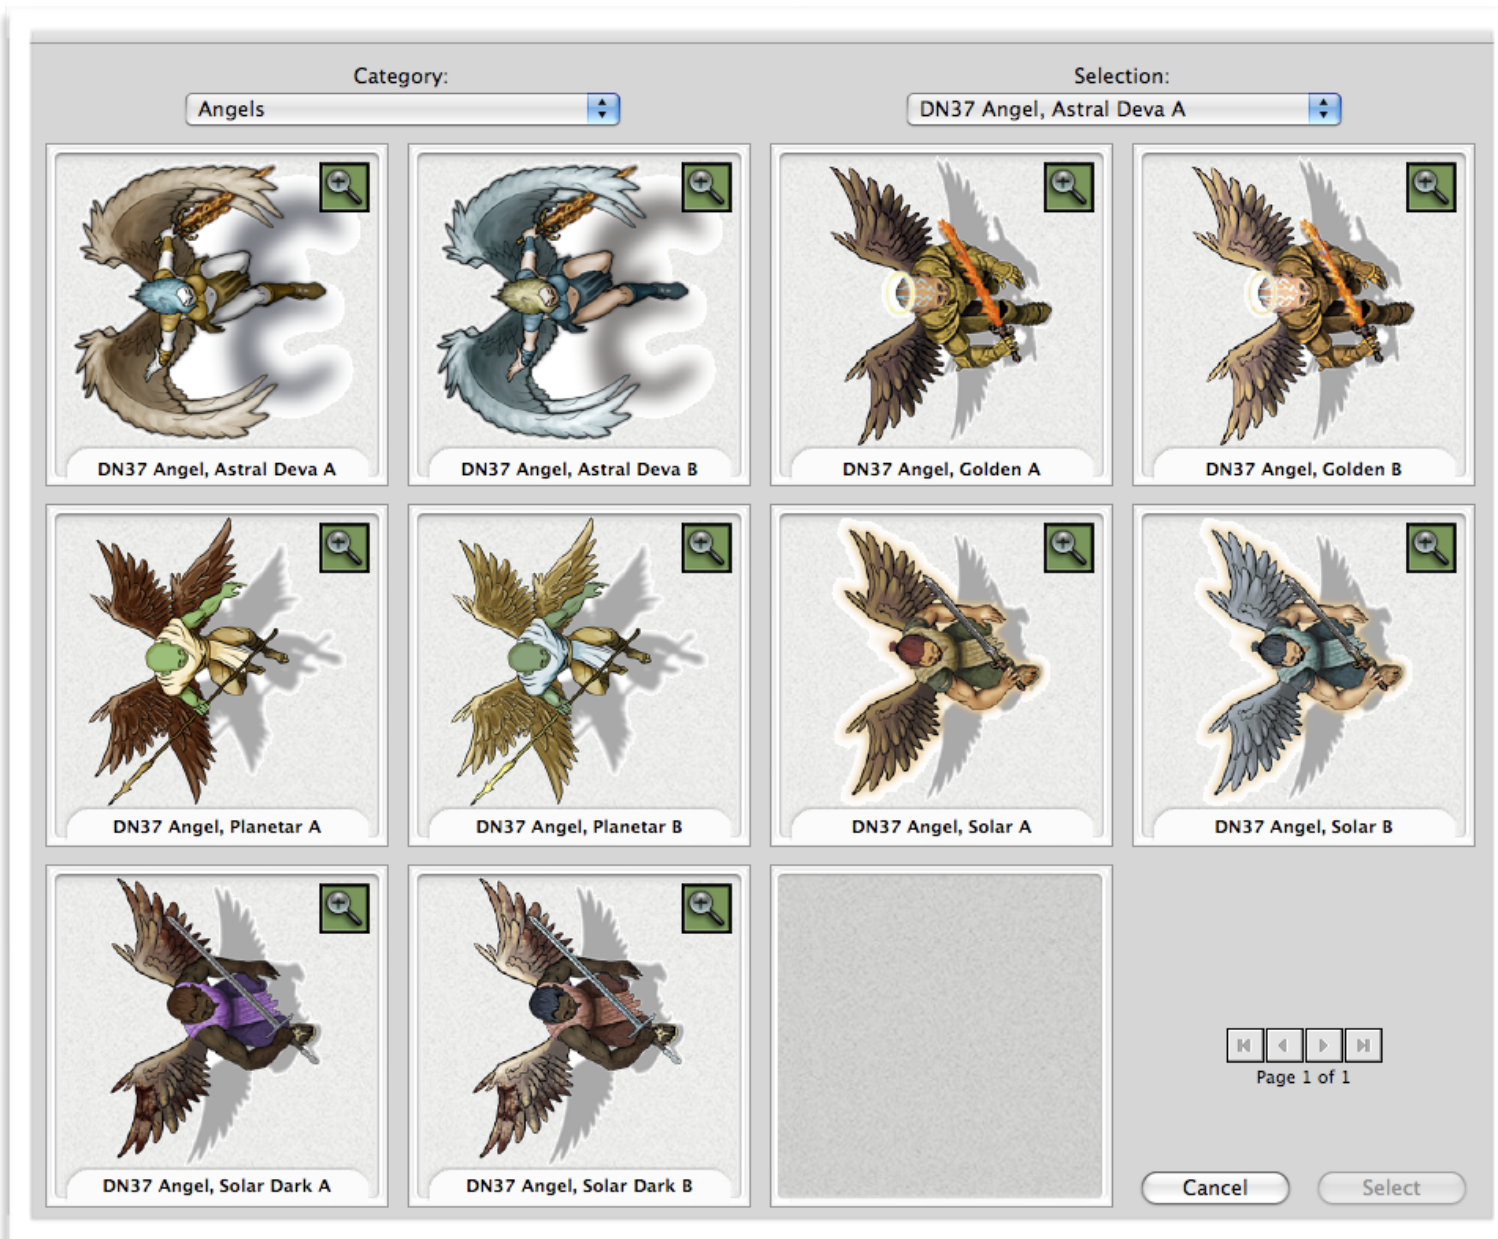 Category:
Selection:
Angels
DN37 Angel, Astral Deva A
DN37 Angel, Astral Deva A
DN37 Angel, Astral Deva B
DN37 Angel, Golden A
DN37 Angel, Golden B
DN37 Angel, Planetar A
DN37 Angel, Planetar B
DN37 Angel, Solar A
DN37 Angel, Solar B
DN37 Angel, Solar Dark A
DN37 Angel, Solar Dark B
Page 1 of 1
Cancel
Select